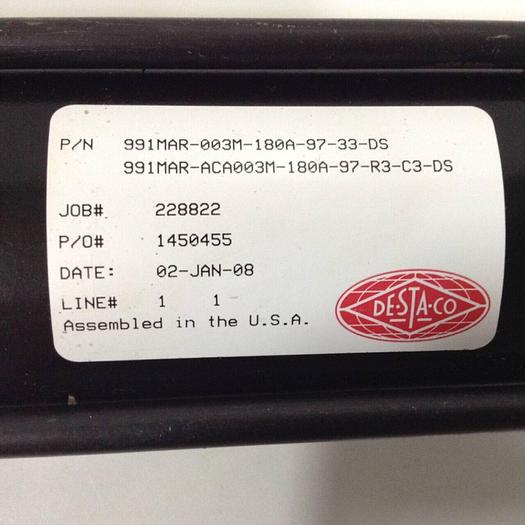 P/N 991MAR-003M-180A-97-33-DS
991MAR-ACA003M-180A-97-R3-C3-DS
JOB#. 228822
P/O# 1450455
DATE: 02-JAN-08
LINE# 1 1
Assembled in the U.S.A.
DE-STA-CO